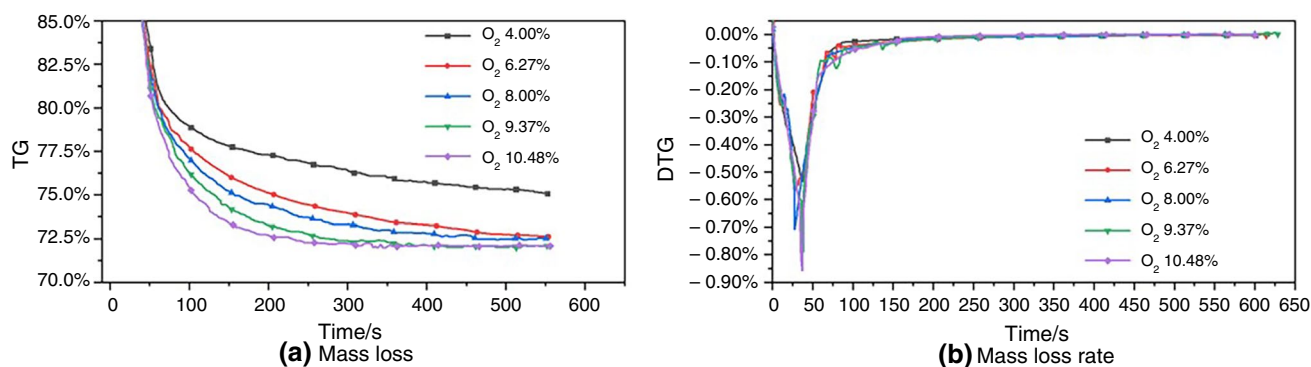 85.0%
82.5%
80.0%
77.5%
75.0%
72.5%
70.0%
TG
O2 4.00%
O2 6.27%
O2 8.00%
O2 9.37%
O2 10.48%
0 100 200 300 400 500 600
Time/s
(a) Mass loss
0.00%
– 0.10%
– 0.20%
– 0.30%
– 0.40%
– 0.50%
– 0.60%
– 0.70%
– 0.80%
– 0.90%
DTG
O2 4.00%
O2 6.27%
O2 8.00%
O2 9.37%
O2 10.48%
0 50 100 150 200 250 300 350 400 450 500 550 600 650
Time/s
(b) Mass loss rate